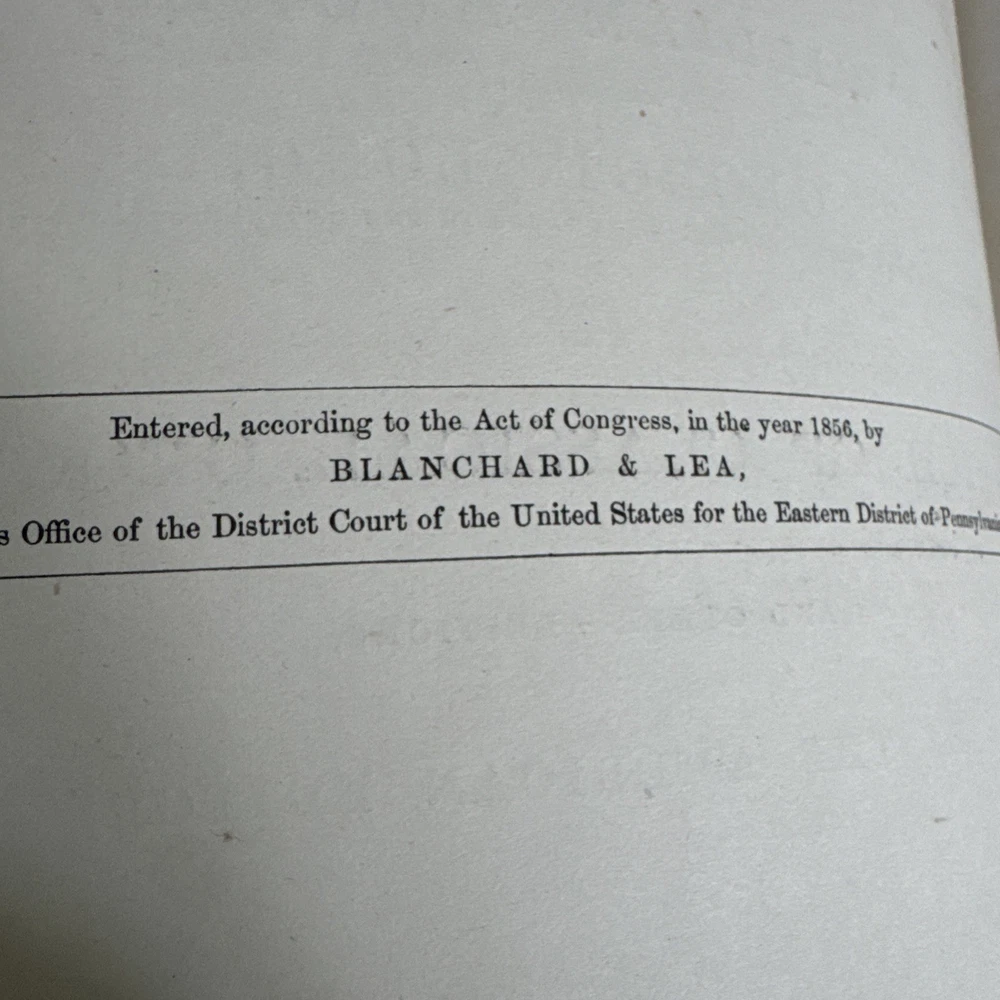 Entered, according to the Act of Congress, in the year 1856, by
BLANCHARD & LEA,
s Office of the District Court of the United States for the Eastern District of Pennsylvania